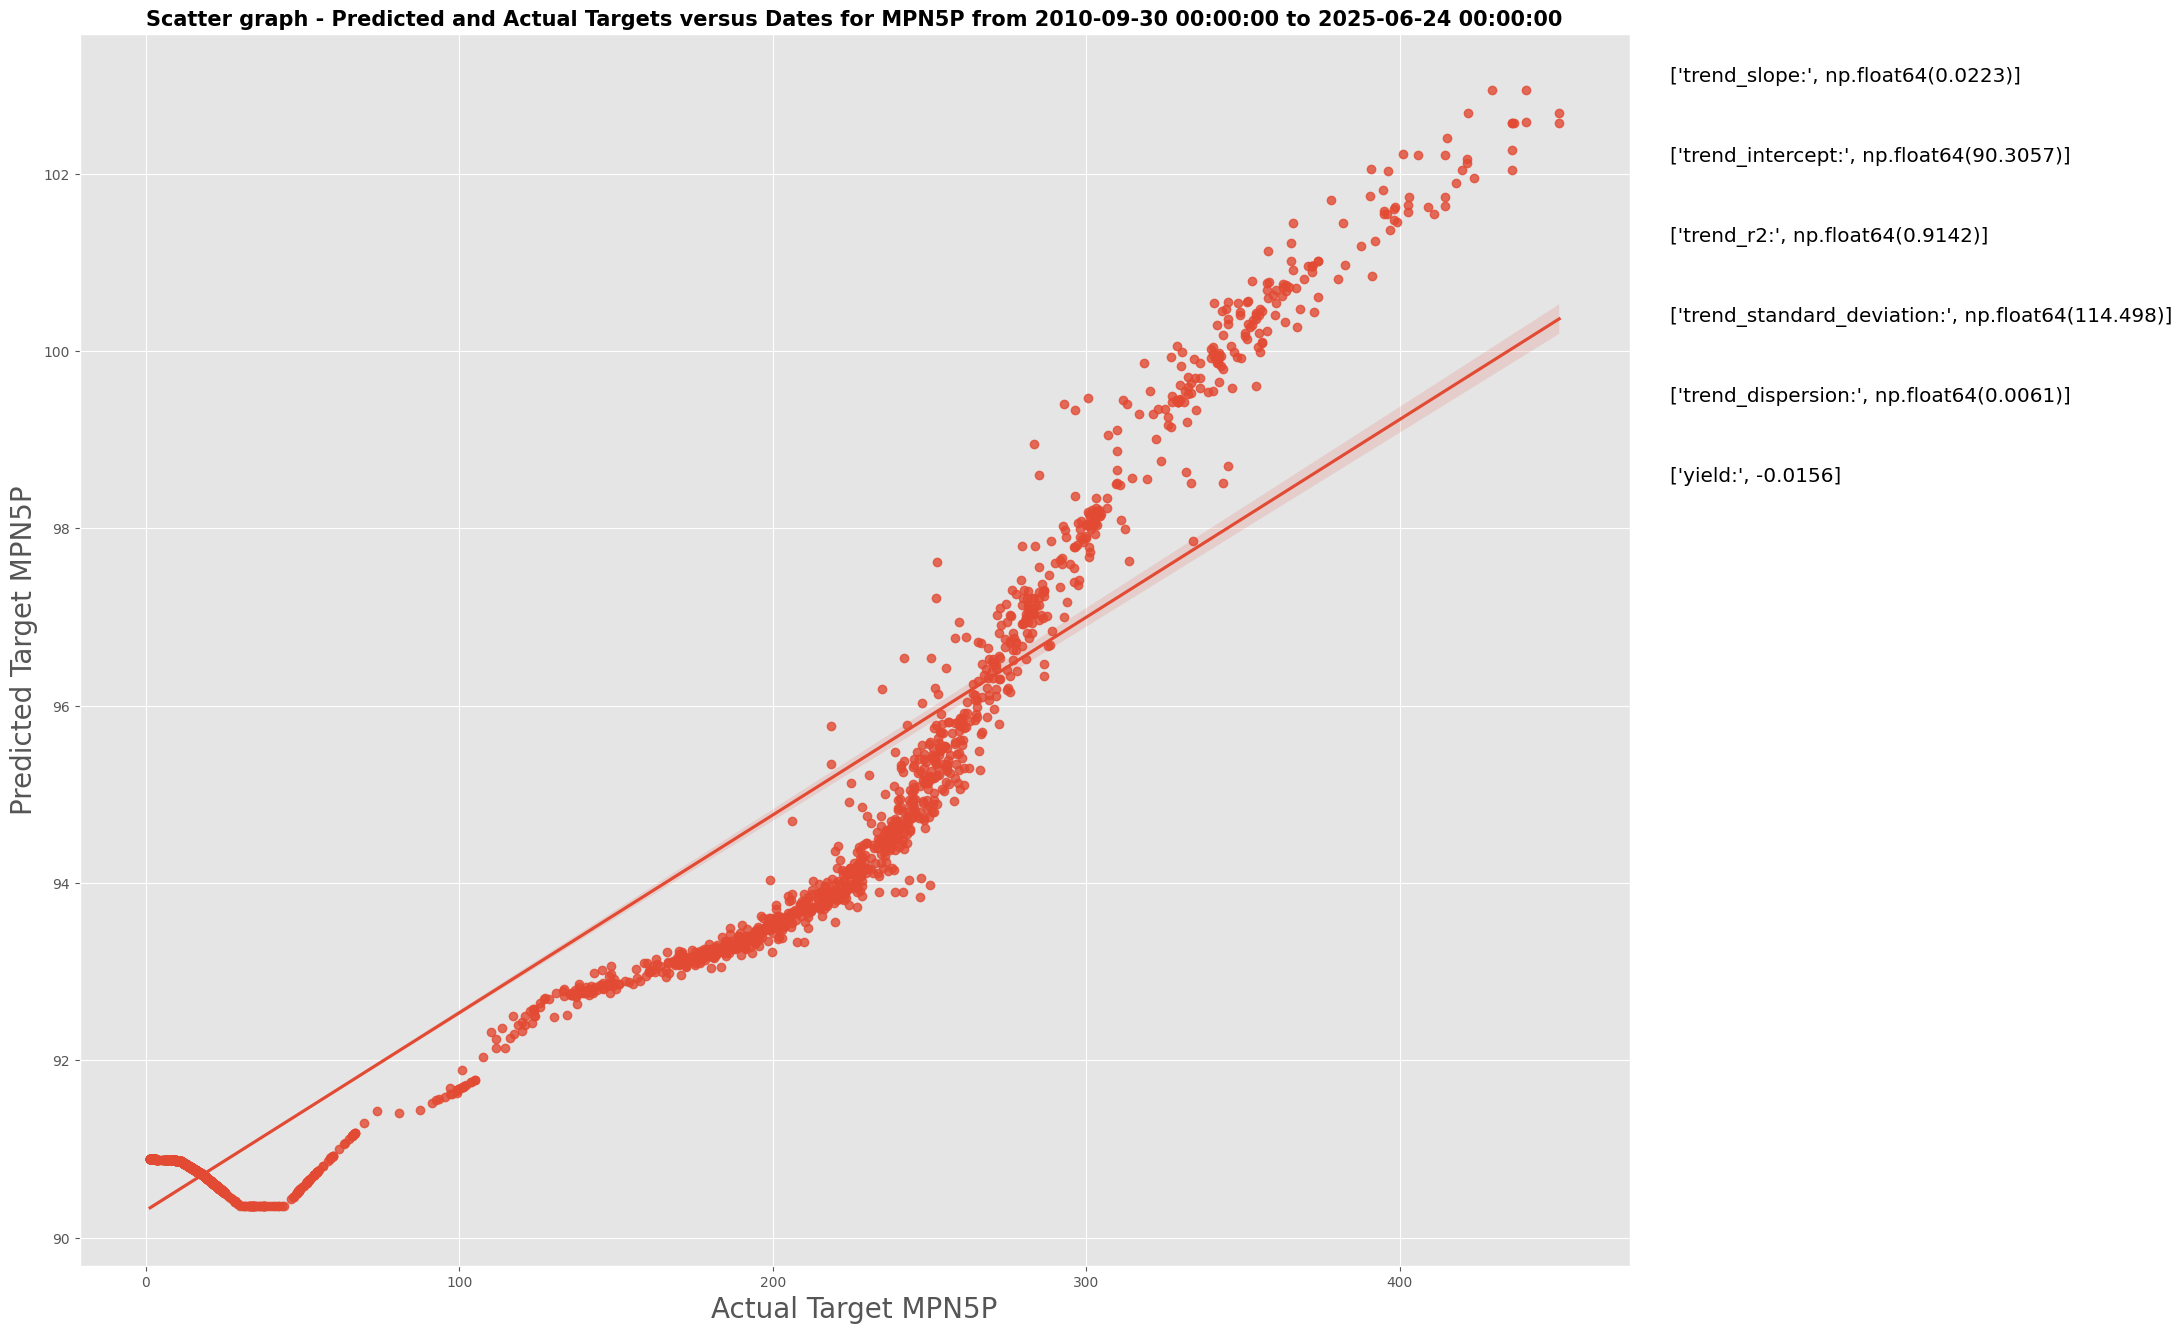 Scatter graph - Predicted and Actual Targets versus Dates for MPN5P from 2010-09-30 00:00:00 to 2025-06-24 00:00:00
['trend_slope:', np.float64(0.0223)]
['trend_intercept:', np.float64(90.3057)]
['trend_r2:', np.float64(0.9142)]
['trend_standard_deviation:', np.float64(114.498)]
['trend_dispersion:', np.float64(0.0061)]
['yield:', -0.0156]
Predicted Target MPN5P
102
100
98
96
94
92
90
0 100 200 300 400
Actual Target MPN5P